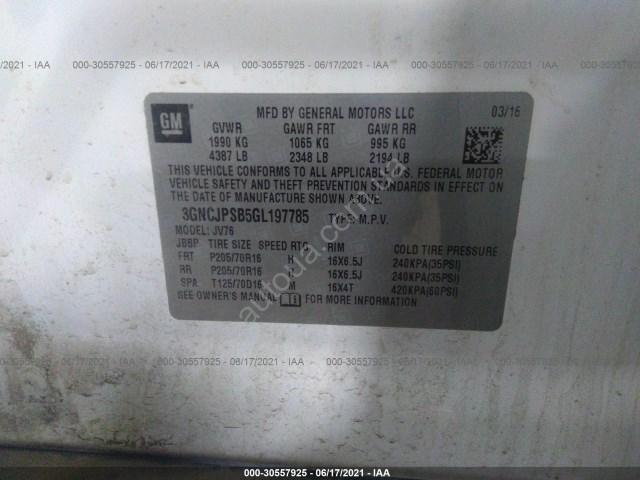 000-30557925 - 06/17/2021 - IAA
GM
MFD BY GENERAL MOTORS LLC 03/16
GVWR GAWR FRT GAWR RR
1990 KG 1065 KG 995 KG
4387 LB 2348 LB 2194 LB
THIS VEHICLE CONFORMS TO ALL APPLICABLE U.S. FEDERAL MOTOR
VEHICLE SAFETY AND THEFT PREVENTION STANDARDS IN EFFECT ON
THE DATE OF MANUFACTURE SHOWN ABOVE.
3GNCJPSB5GL197785 TYPE: M.P.V.
MODEL: JV76
JBBP TIRE SIZE SPEED RTG RIM COLD TIRE PRESSURE
FRT P205/70R16 H 16X6.5J 240KPA(35PSI)
RR P205/70R16 H 16X6.5J 240KPA(35PSI)
SPA T125/70D16 M 16X4T 420KPA(60PSI)
SEE OWNER'S MANUAL FOR MORE INFORMATION
autobid.ua
000-30557925 - 06/17/2021 - IAA